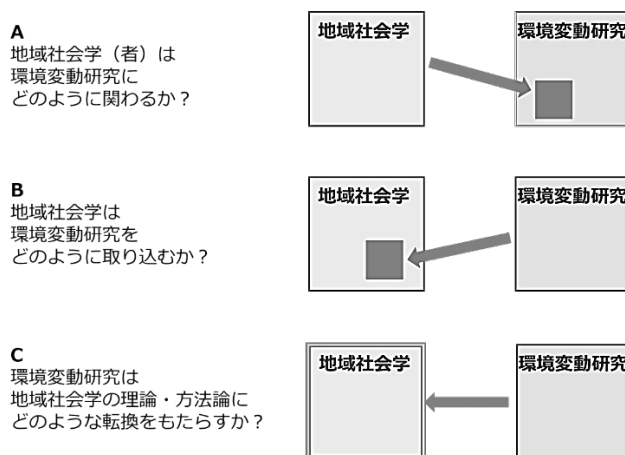 A
地域社会学（者）は
環境変動研究に
どのように関わるか？
地域社会学
環境変動研究
B
地域社会学は
環境変動研究を
どのように取り込むか？
地域社会学
環境変動研究
C
環境変動研究は
地域社会学の理論・方法論に
どのような転換をもたらすか？
地域社会学
環境変動研究